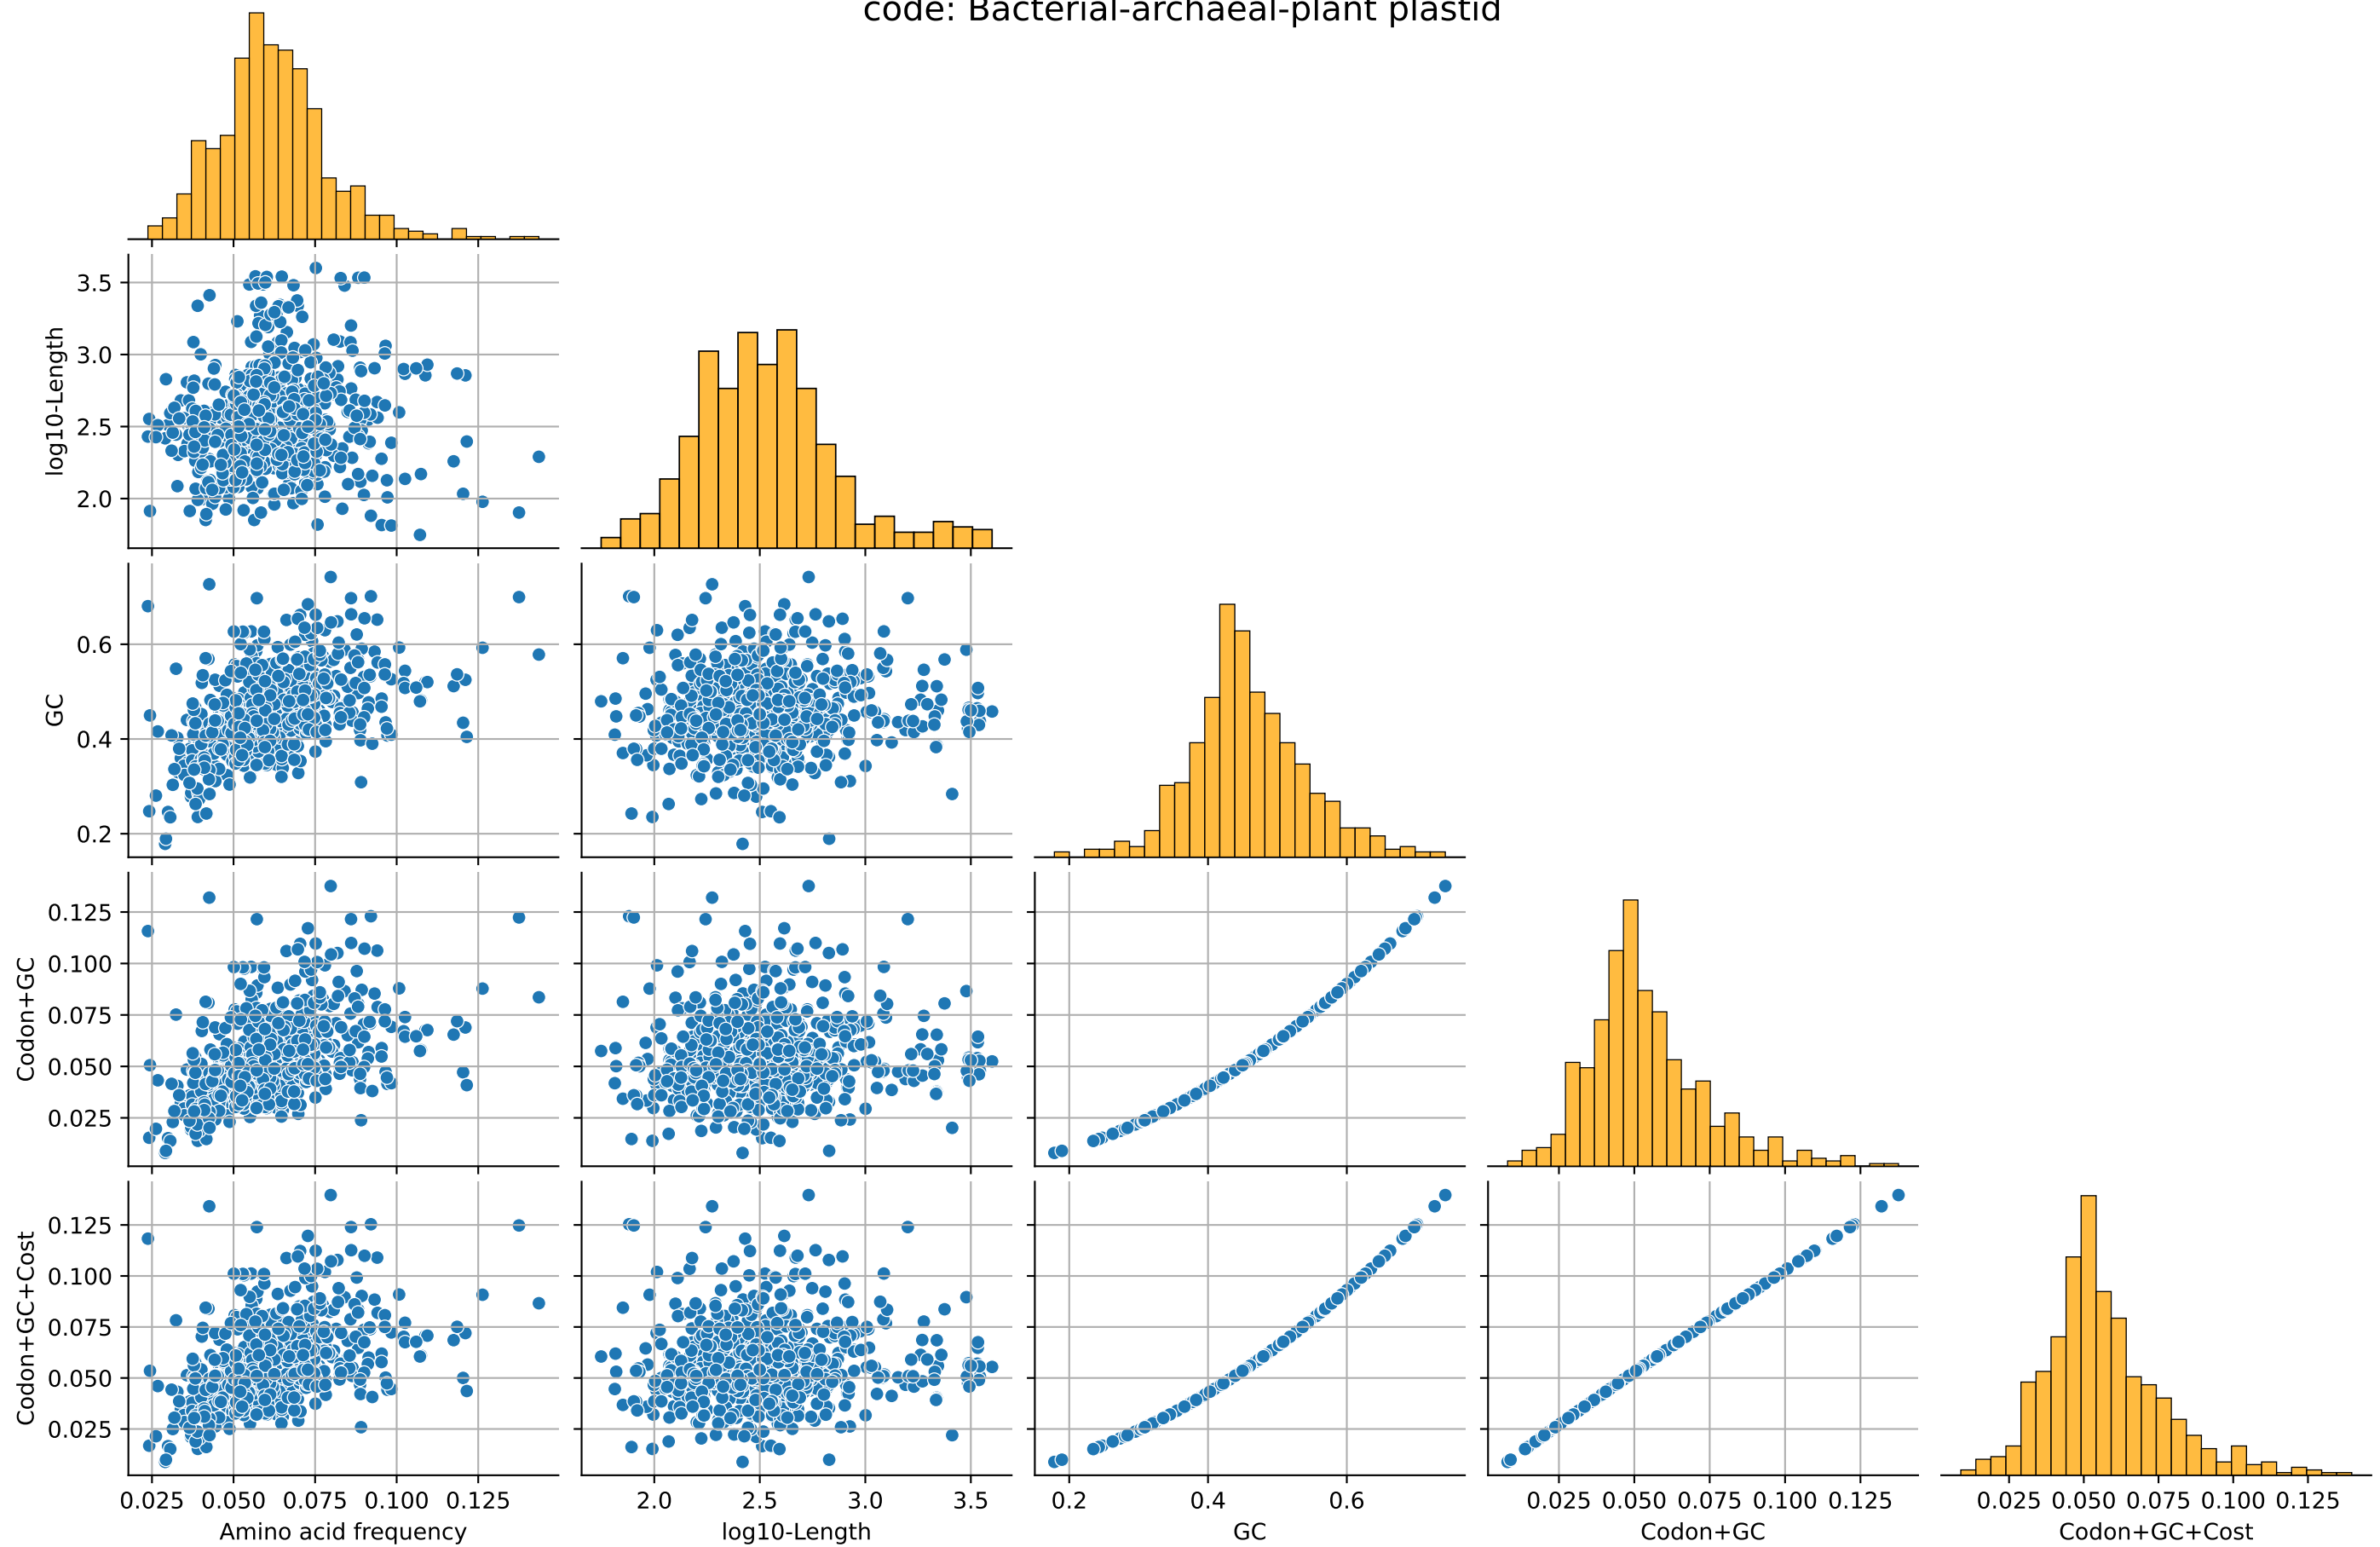 code: Bacterial-archaeal-plant plastid
3.5
3.0
2.5
2.0
log10-Length
0.6
0.4
0.2
GC
0.125
0.100
0.075
0.050
0.025
Codon+GC
0.125
0.100
0.075
0.050
0.025
Codon+GC+Cost
0.025 0.050 0.075 0.100 0.125
2.0 2.5 3.0 3.5
0.2 0.4 0.6
0.025 0.050 0.075 0.100 0.125
0.025 0.050 0.075 0.100 0.125
Amino acid frequency
log10-Length
GC
Codon+GC
Codon+GC+Cost